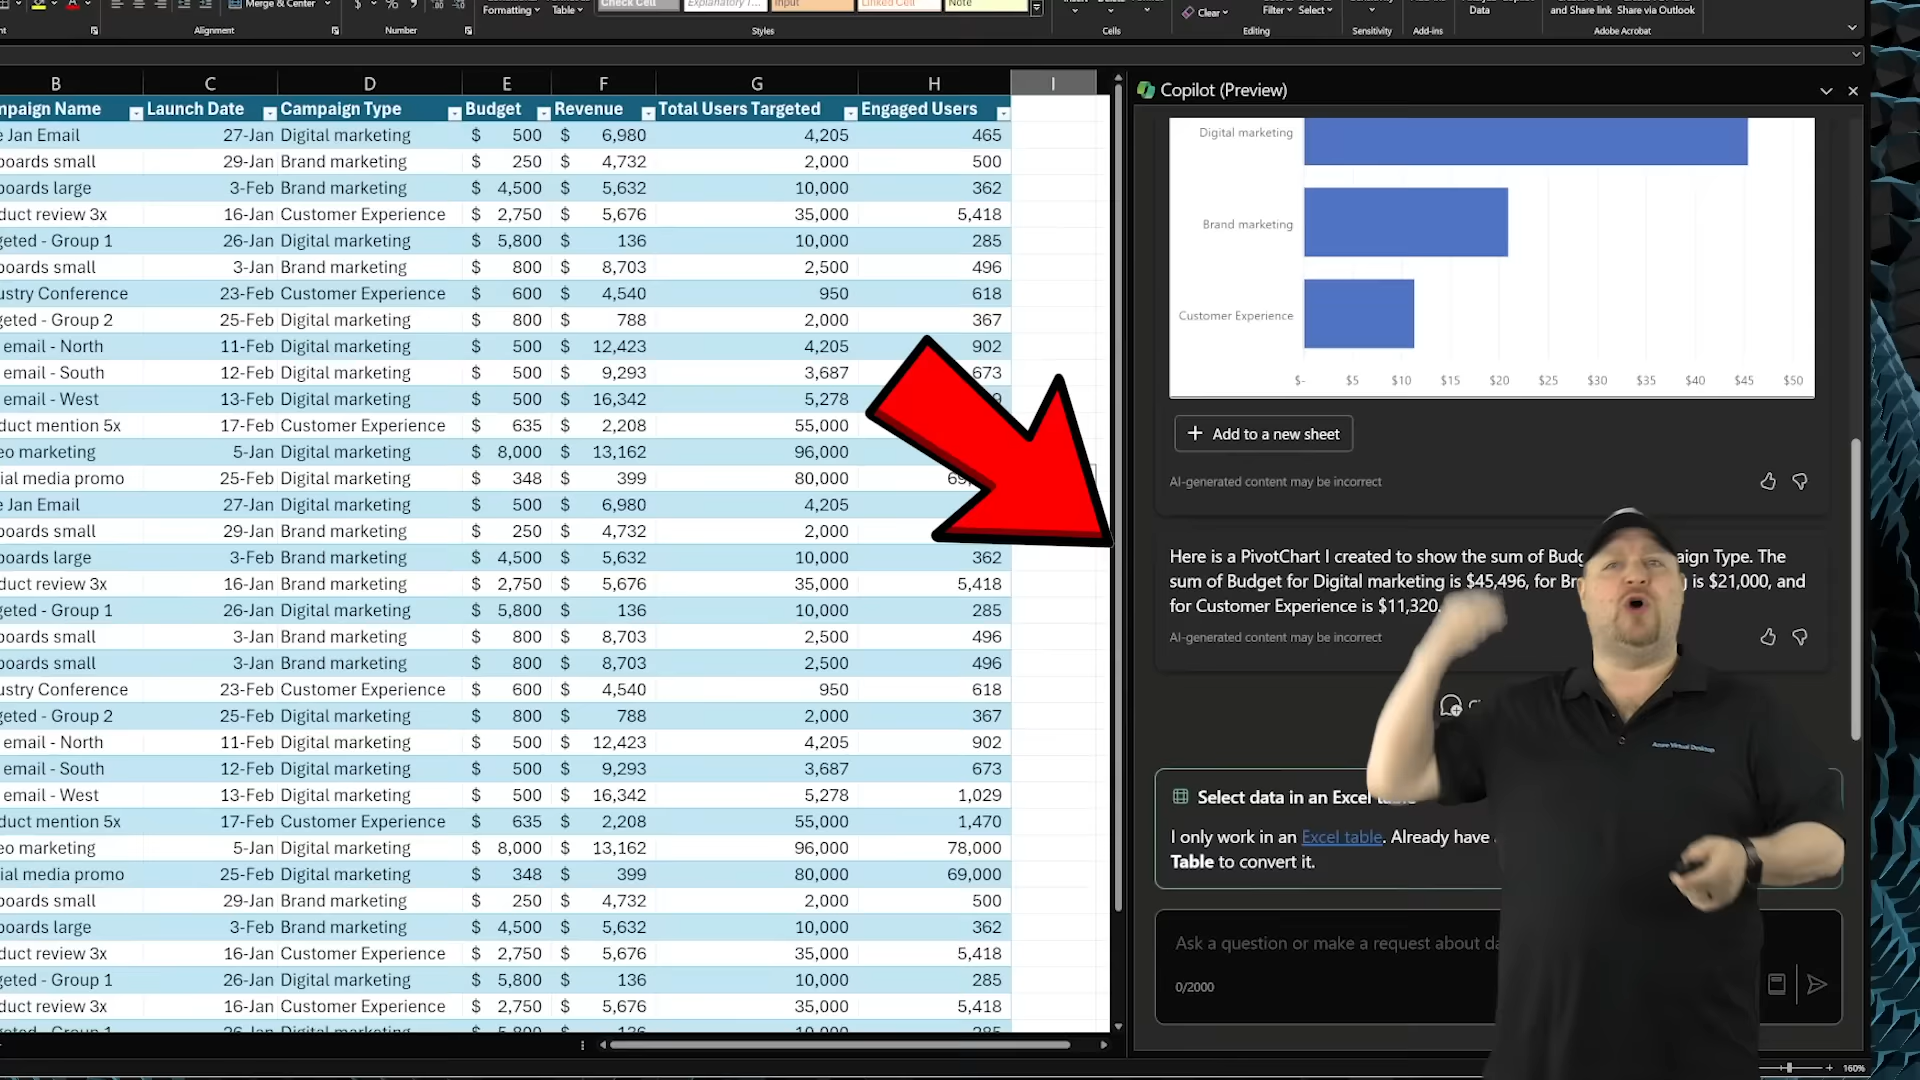 Merge & Center
Formatting Table
Check Cell Explanatory T... Input Linked Cell Note
Clear
Filter Select
Data
and Share link Share via Outlook
Alignment Number Styles Cells Editing Sensitivity Add-ins Adobe Acrobat
B C D E F G H I
mpaign Name Launch Date Campaign Type Budget Revenue Total Users Targeted Engaged Users
e Jan Email 27-Jan Digital marketing $ 500 $ 6,980 4,205 465
boards small 29-Jan Brand marketing $ 250 $ 4,732 2,000 500
boards large 3-Feb Brand marketing $ 4,500 $ 5,632 10,000 362
duct review 3x 16-Jan Customer Experience $ 2,750 $ 5,676 35,000 5,418
geted - Group 1 26-Jan Digital marketing $ 5,800 $ 136 10,000 285
boards small 3-Jan Brand marketing $ 800 $ 8,703 2,500 496
ustry Conference 23-Feb Customer Experience $ 600 $ 4,540 950 618
geted - Group 2 25-Feb Digital marketing $ 800 $ 788 2,000 367
email - North 11-Feb Digital marketing $ 500 $ 12,423 4,205 902
email - South 12-Feb Digital marketing $ 500 $ 9,293 3,687 673
email - West 13-Feb Digital marketing $ 500 $ 16,342 5,278
duct mention 5x 17-Feb Customer Experience $ 635 $ 2,208 55,000
eo marketing 5-Jan Digital marketing $ 8,000 $ 13,162 96,000
ial media promo 25-Feb Digital marketing $ 348 $ 399 80,000
e Jan Email 27-Jan Digital marketing $ 500 $ 6,980 4,205
boards small 29-Jan Brand marketing $ 250 $ 4,732 2,000
boards large 3-Feb Brand marketing $ 4,500 $ 5,632 10,000 362
duct review 3x 16-Jan Customer Experience $ 2,750 $ 5,676 35,000 5,418
geted - Group 1 26-Jan Digital marketing $ 5,800 $ 136 10,000 285
boards small 3-Jan Brand marketing $ 800 $ 8,703 2,500 496
boards small 3-Jan Brand marketing $ 800 $ 8,703 2,500 496
ustry Conference 23-Feb Customer Experience $ 600 $ 4,540 950 618
geted - Group 2 25-Feb Digital marketing $ 800 $ 788 2,000 367
email - North 11-Feb Digital marketing $ 500 $ 12,423 4,205 902
email - South 12-Feb Digital marketing $ 500 $ 9,293 3,687 673
email - West 13-Feb Digital marketing $ 500 $ 16,342 5,278 1,029
duct mention 5x 17-Feb Customer Experience $ 635 $ 2,208 55,000 1,470
eo marketing 5-Jan Digital marketing $ 8,000 $ 13,162 96,000 78,000
ial media promo 25-Feb Digital marketing $ 348 $ 399 80,000 69,000
boards small 29-Jan Brand marketing $ 250 $ 4,732 2,000 500
boards large 3-Feb Brand marketing $ 4,500 $ 5,632 10,000 362
duct review 3x 16-Jan Customer Experience $ 2,750 $ 5,676 35,000 5,418
geted - Group 1 26-Jan Digital marketing $ 5,800 $ 136 10,000 285
duct review 3x 16-Jan Customer Experience $ 2,750 $ 5,676 35,000 5,418
geted - Group 1 26-Jan Digital marketing $ 5,800 $ 136 10,000 285
Copilot (Preview)
Digital marketing
Brand marketing
Customer Experience
$- $5 $10 $15 $20 $25 $30 $35 $40 $45 $50
+ Add to a new sheet
AI-generated content may be incorrect
Here is a PivotChart I created to show the sum of Budg aign Type. The
sum of Budget for Digital marketing is $45,496, for Br g is $21,000, and
for Customer Experience is $11,320.
AI-generated content may be incorrect
Select data in an Excel
I only work in an Excel table. Already have
Table to convert it.
Ask a question or make a request about da
0/2000
Azure Virtual Desktop
160%